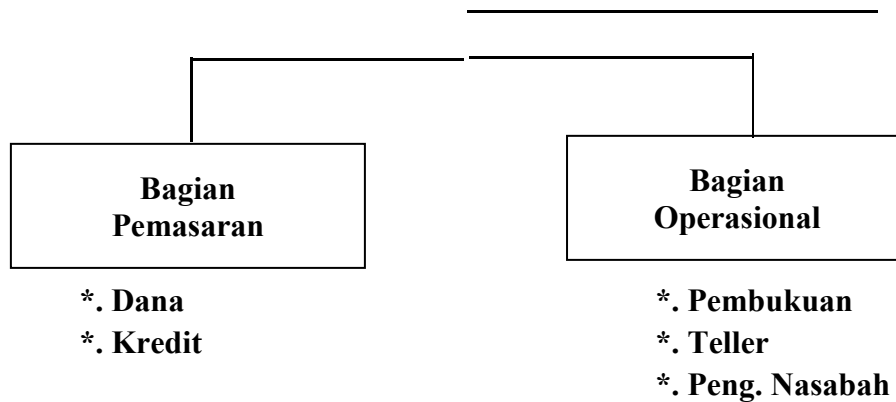 Bagian
Pemasaran
*. Dana
*. Kredit
Bagian
Operasional
*. Pembukuan
*. Teller
*. Peng. Nasabah